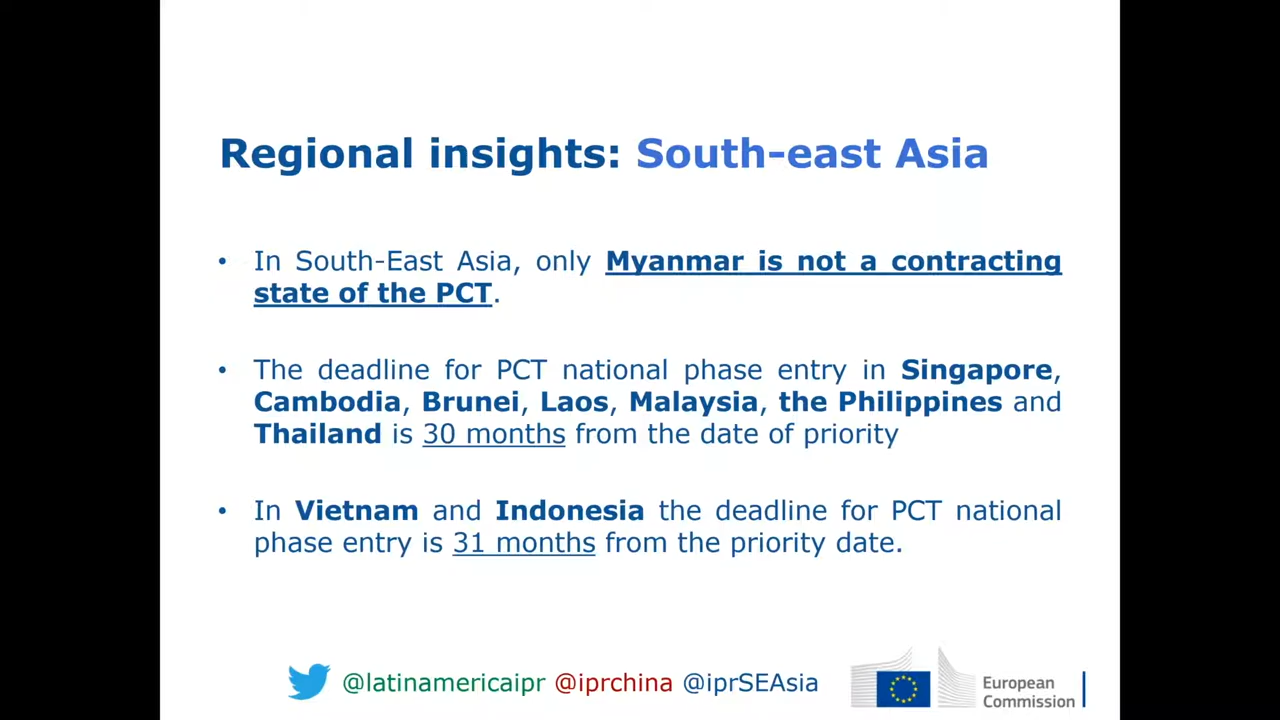 Regional insights: South-east Asia
• In South-East Asia, only Myanmar is not a contracting
state of the PCT.
• The deadline for PCT national phase entry in Singapore,
Cambodia, Brunei, Laos, Malaysia, the Philippines and
Thailand is 30 months from the date of priority
• In Vietnam and Indonesia the deadline for PCT national
phase entry is 31 months from the priority date.
@latinamericaipr @iprchina @iprSEAsia
European
Commission